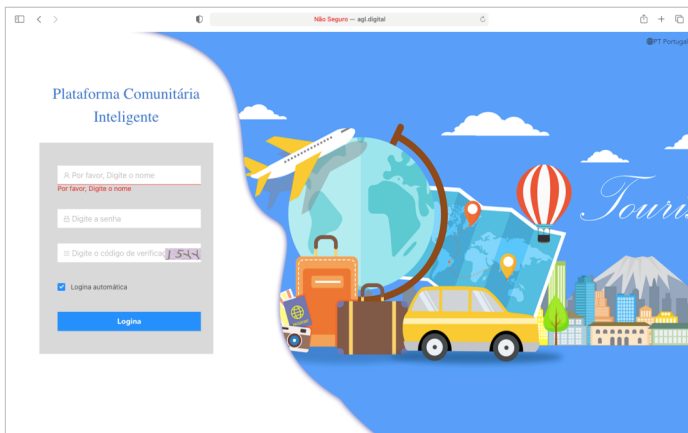 Não Seguro — agl.digital
PT Portugal
Plataforma Comunitária
Inteligente
Por favor, Digite o nome
Por favor, Digite o nome
Digite a senha
Digite o código de verificaç
1544
Logina automática
Logina
Touris